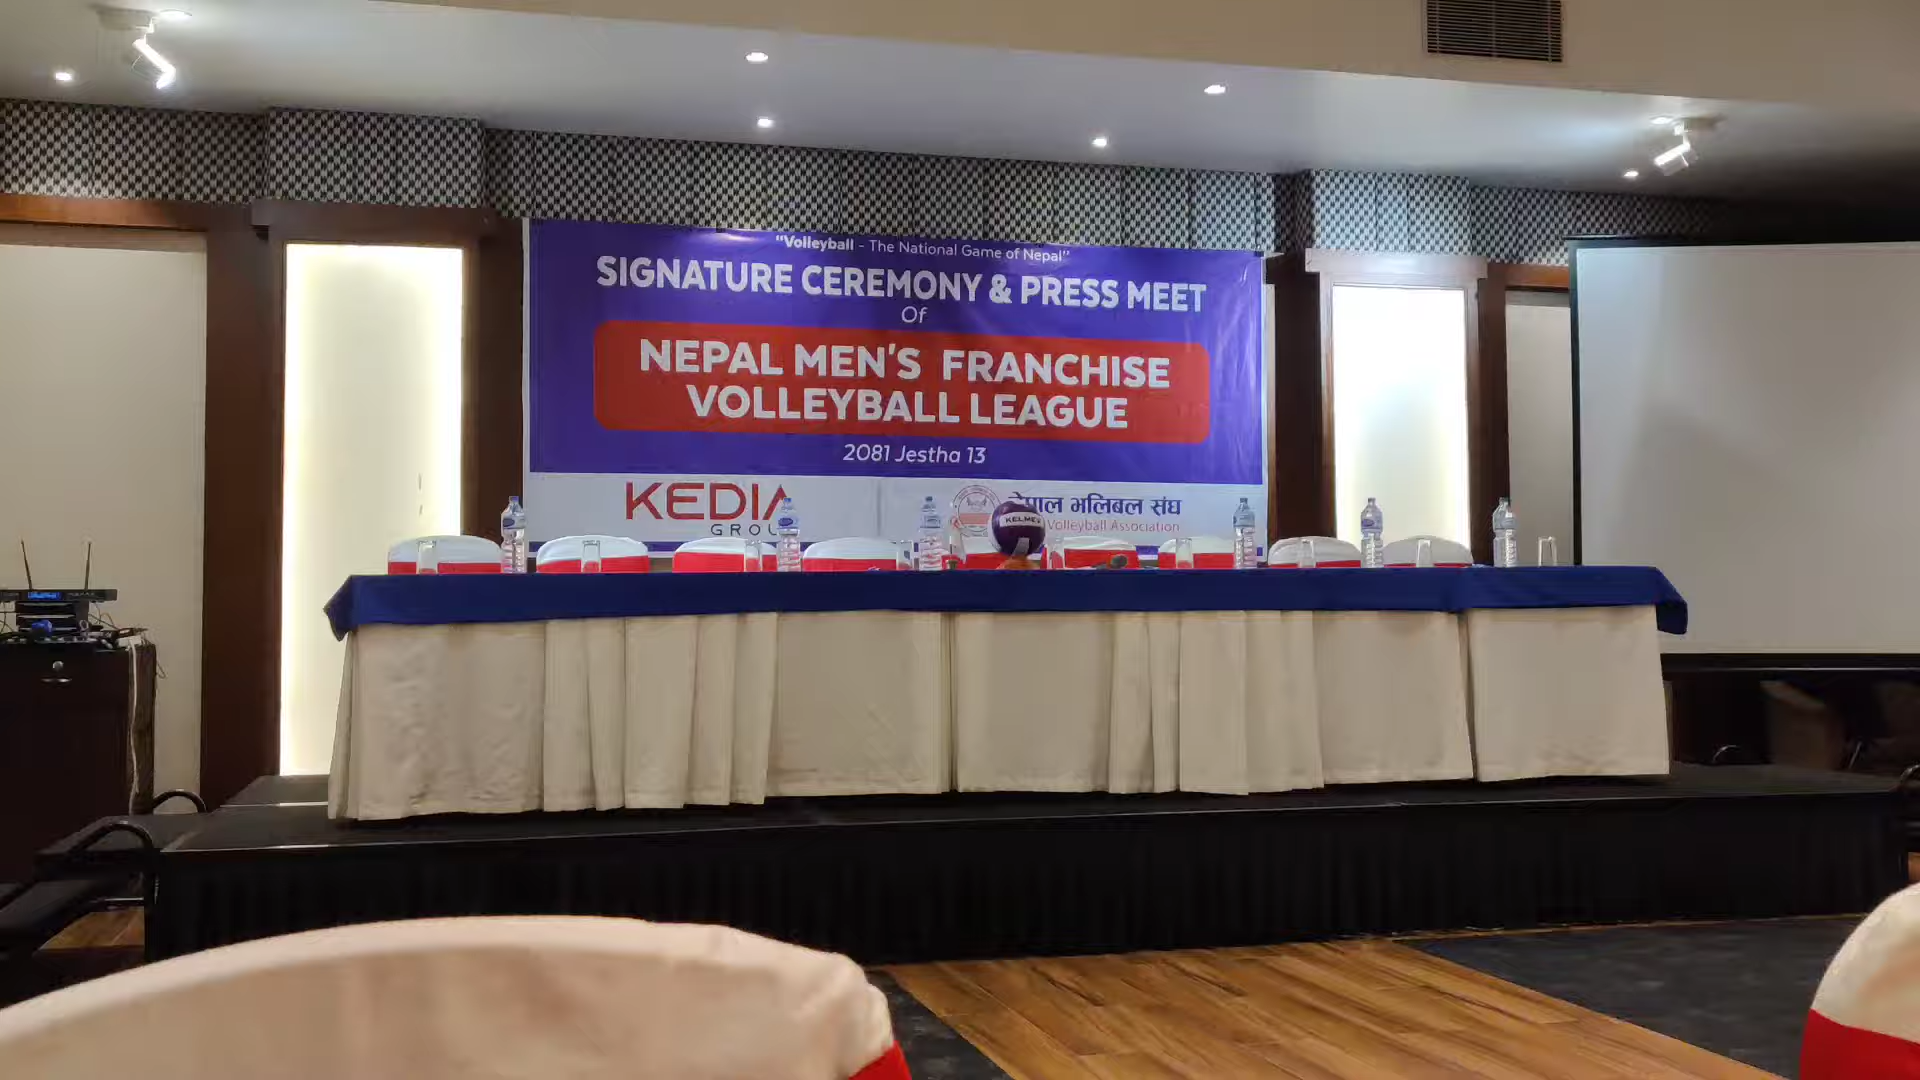 "Volleyball - The National Game of Nepal"
SIGNATURE CEREMONY & PRESS MEET
Of
NEPAL MEN'S FRANCHISE
VOLLEYBALL LEAGUE
2081 Jestha 13
KEDIA
GROU
नेपाल भलिबल संघ
Volleyball Association
KELME